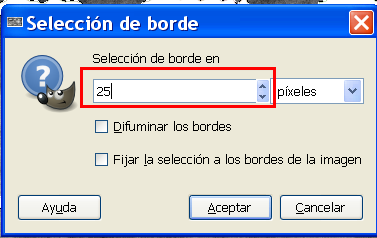 Selección de borde
Selección de borde en
25 píxeles
Difuminar los bordes
Fijar la selección a los bordes de la imagen
Ayuda Aceptar Cancelar